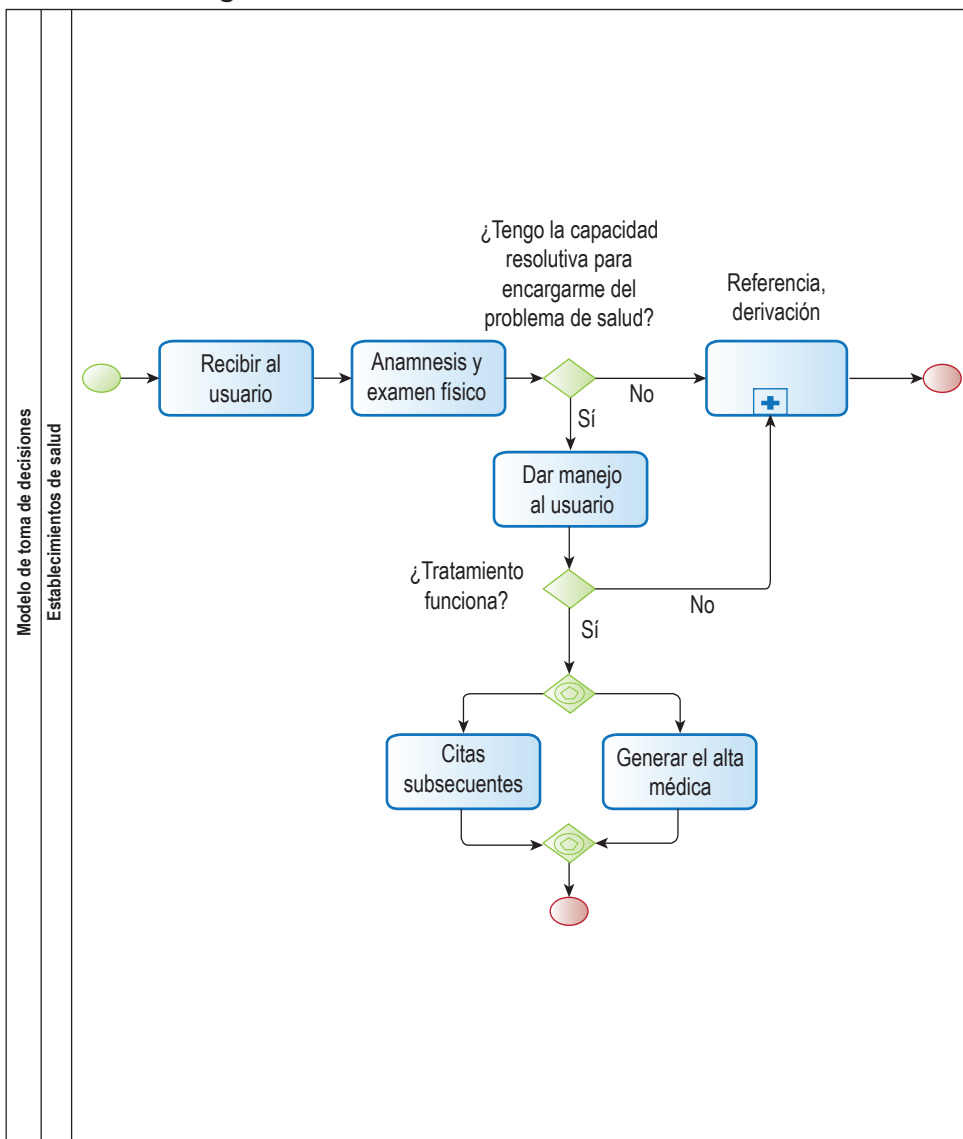 Modelo de toma de decisiones
Establecimientos de salud
¿Tengo la capacidad
resolutiva para
encargarme del
problema de salud?
Referencia,
derivación
Recibir al
usuario
Anamnesis y
examen físico
No
Sí
Dar manejo
al usuario
¿Tratamiento
funciona?
No
Sí
Citas
subsecuentes
Generar el alta
médica